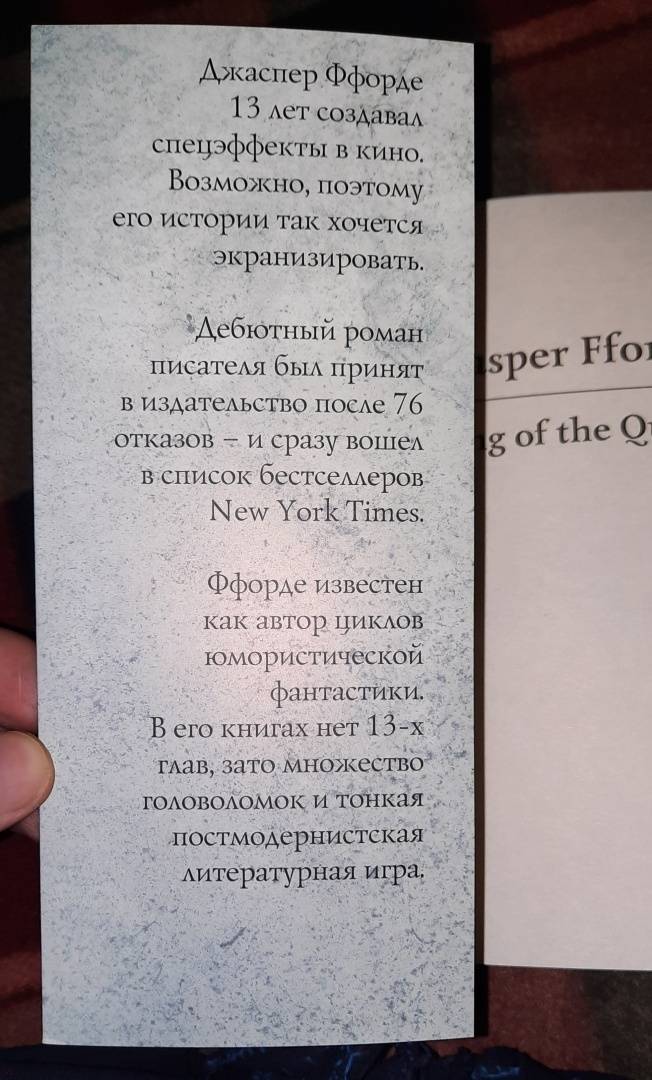 Джаспер Ффорде
13 лет создавал
спецэффекты в кино.
Возможно, поэтому
его истории так хочется
экранизировать.
Дебютный роман
писателя был принят
в издательство после 76
отказов – и сразу вошел
в список бестселлеров
New York Times.
Ффорде известен
как автор циклов
юмористической
фантастики.
В его книгах нет 13-х
глав, зато множество
головоломок и тонкая
постмодернистская
литературная игра.
of the